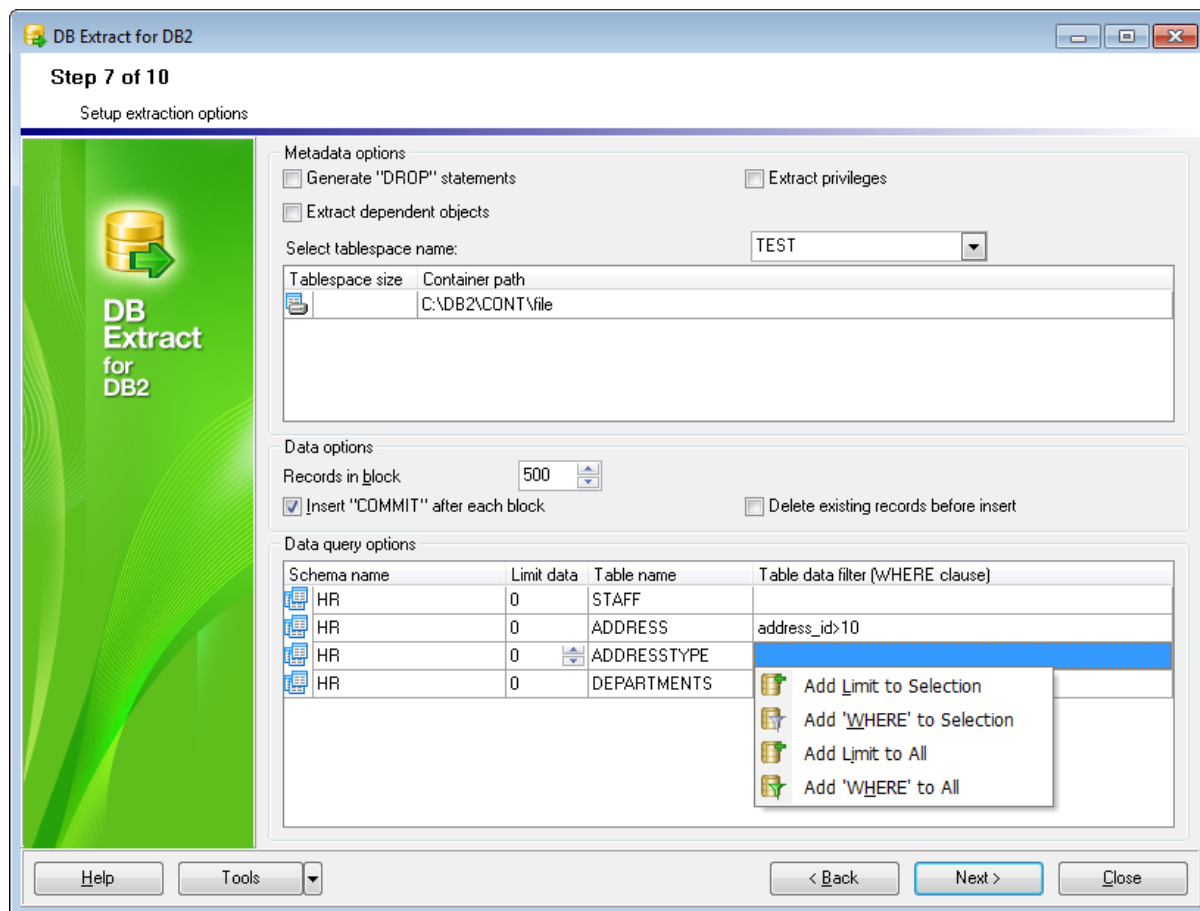 DB Extract for DB2
Step 7 of 10
Setup extraction options
DB
Extract
for
DB2
Metadata options
Generate "DROP" statements
Extract privileges
Extract dependent objects
Select tablespace name:
TEST
Tablespace size Container path
C:\DB2\CONT\file
Data options
Records in block
500
Insert "COMMIT" after each block
Delete existing records before insert
Data query options
Schema name Limit data Table name Table data filter (WHERE clause)
HR 0 STAFF
HR 0 ADDRESS address_id>10
HR 0 ADDRESSTYPE
HR 0 DEPARTMENTS
Add Limit to Selection
Add 'WHERE' to Selection
Add Limit to All
Add 'WHERE' to All
Help Tools < Back Next > Close